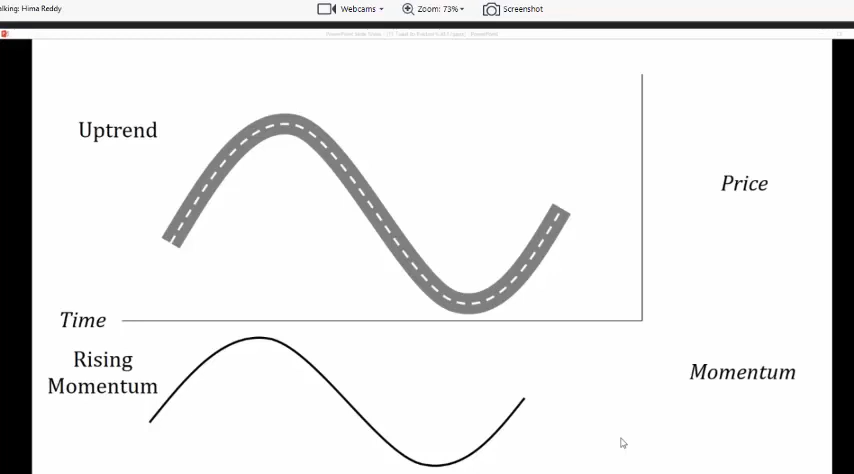 alking: Hima Reddy
Webcams
Zoom: 73%
Screenshot
Uptrend
Price
Time
Rising
Momentum
Momentum